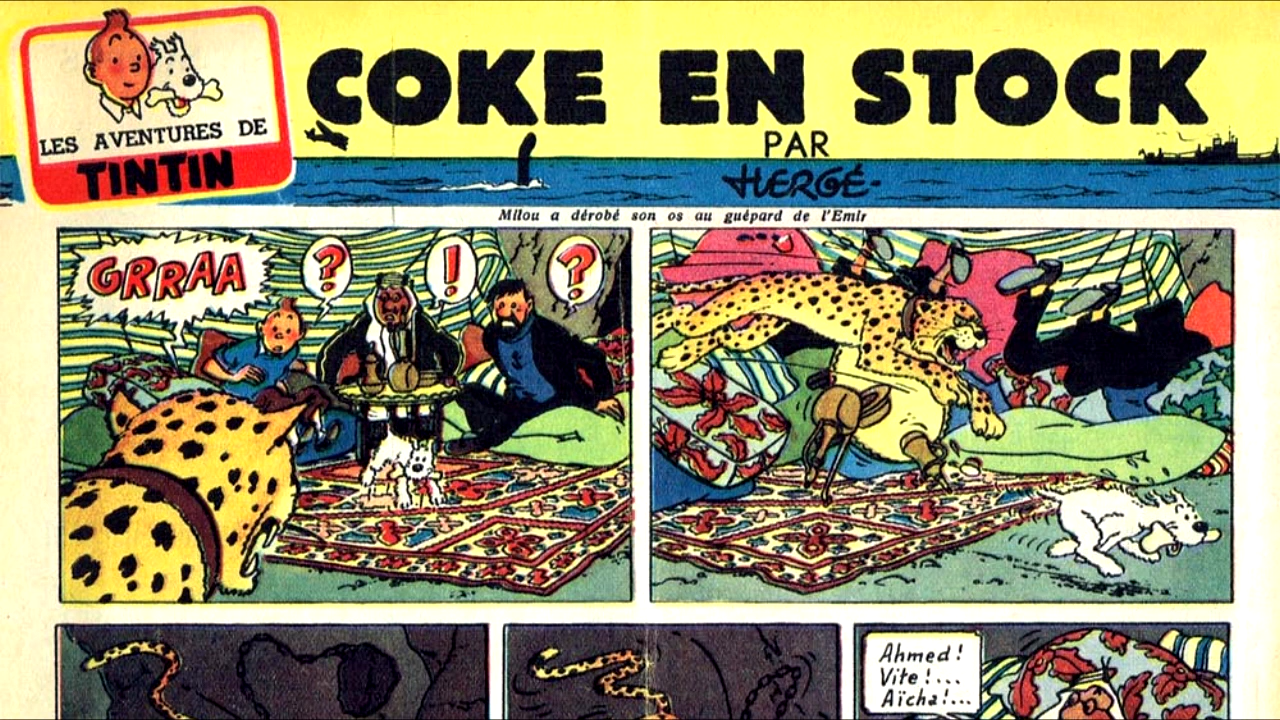 LES AVENTURES DE
TINTIN
COKE EN STOCK
PAR
HERGÉ-
Milou a dérobé son os au guépard de l'Emir
GRRAA
?
!
?
Ahmed!
Vite!...
Aïcha!...